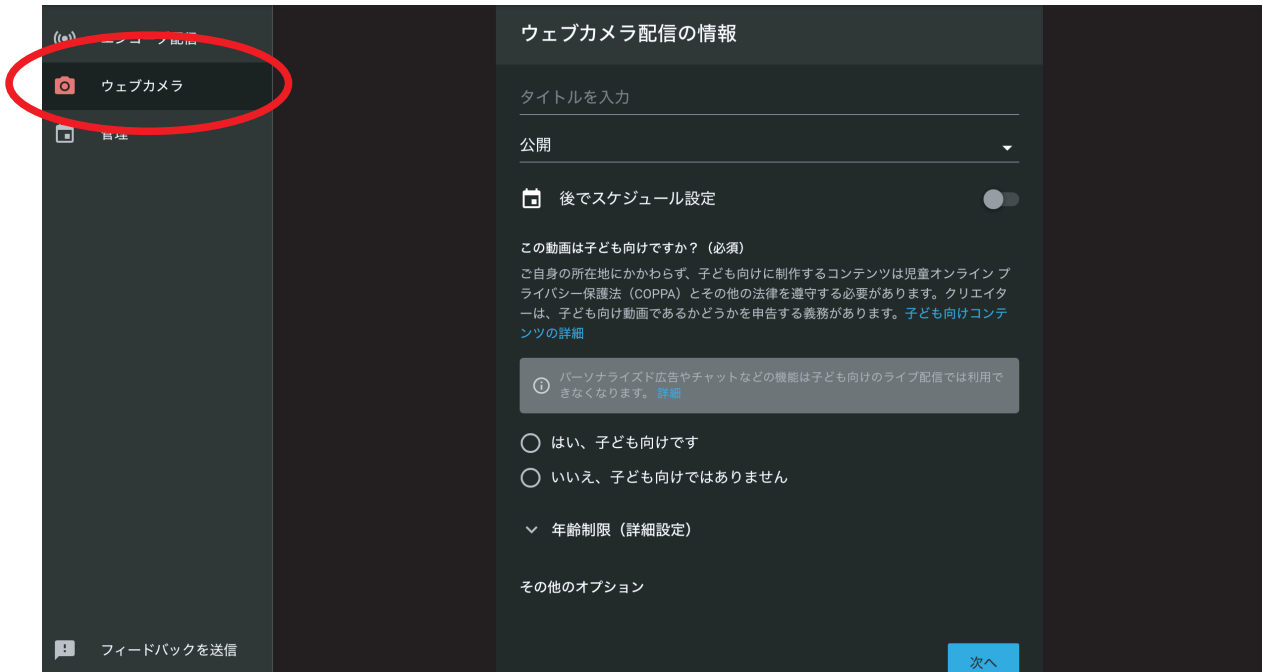 エンコーダ配信
ウェブカメラ
管理
フィードバックを送信
ウェブカメラ配信の情報
タイトルを入力
公開
後でスケジュール設定
この動画は子ども向けですか？（必須）
ご自身の所在地にかかわらず、子ども向けに制作するコンテンツは児童オンライン プ
ライバシー保護法（COPPA）とその他の法律を遵守する必要があります。クリエイタ
ーは、子ども向け動画であるかどうかを申告する義務があります。子ども向けコンテ
ンツの詳細
パーソナライズド広告やチャットなどの機能は子ども向けのライブ配信では利用で
きなくなります。 詳細
はい、子ども向けです
いいえ、子ども向けではありません
年齢制限（詳細設定）
その他のオプション
次へ